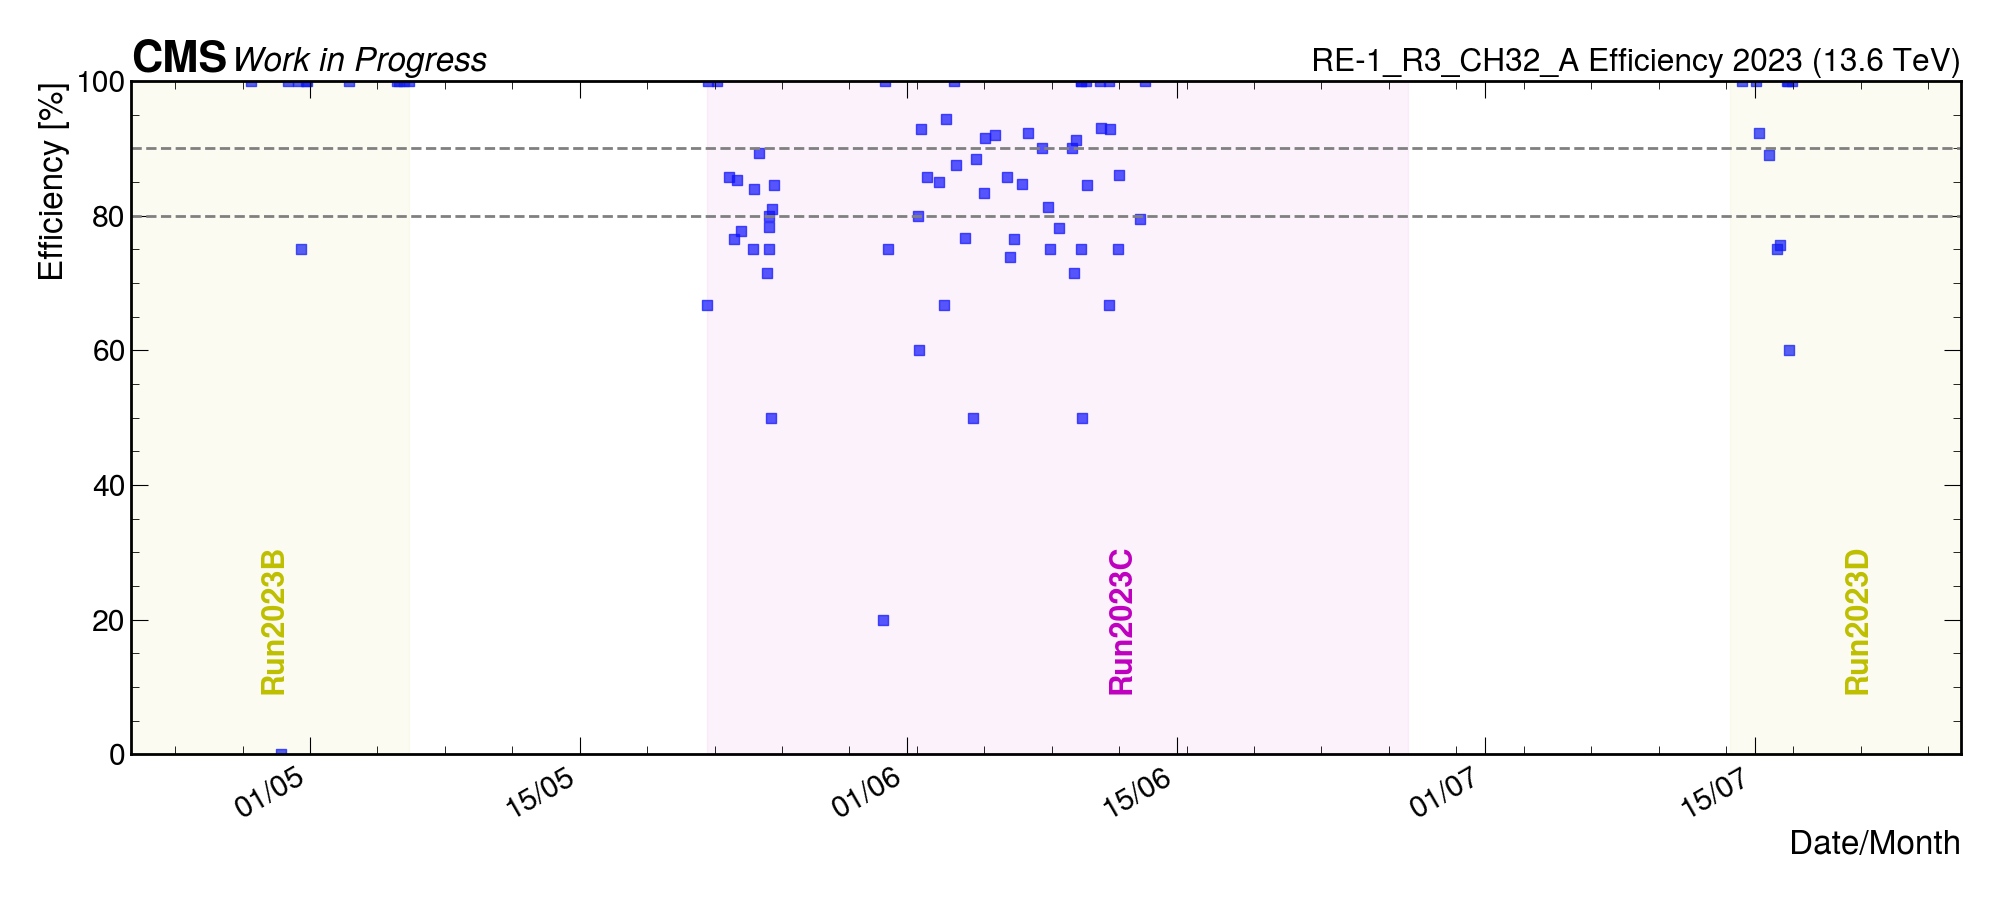 CMS Work in Progress
RE-1_R3_CH32_A Efficiency 2023 (13.6 TeV)
Efficiency [%]
100
80
60
40
20
0
Run2023B
Run2023C
Run2023D
01/05
15/05
01/06
15/06
01/07
15/07
Date/Month